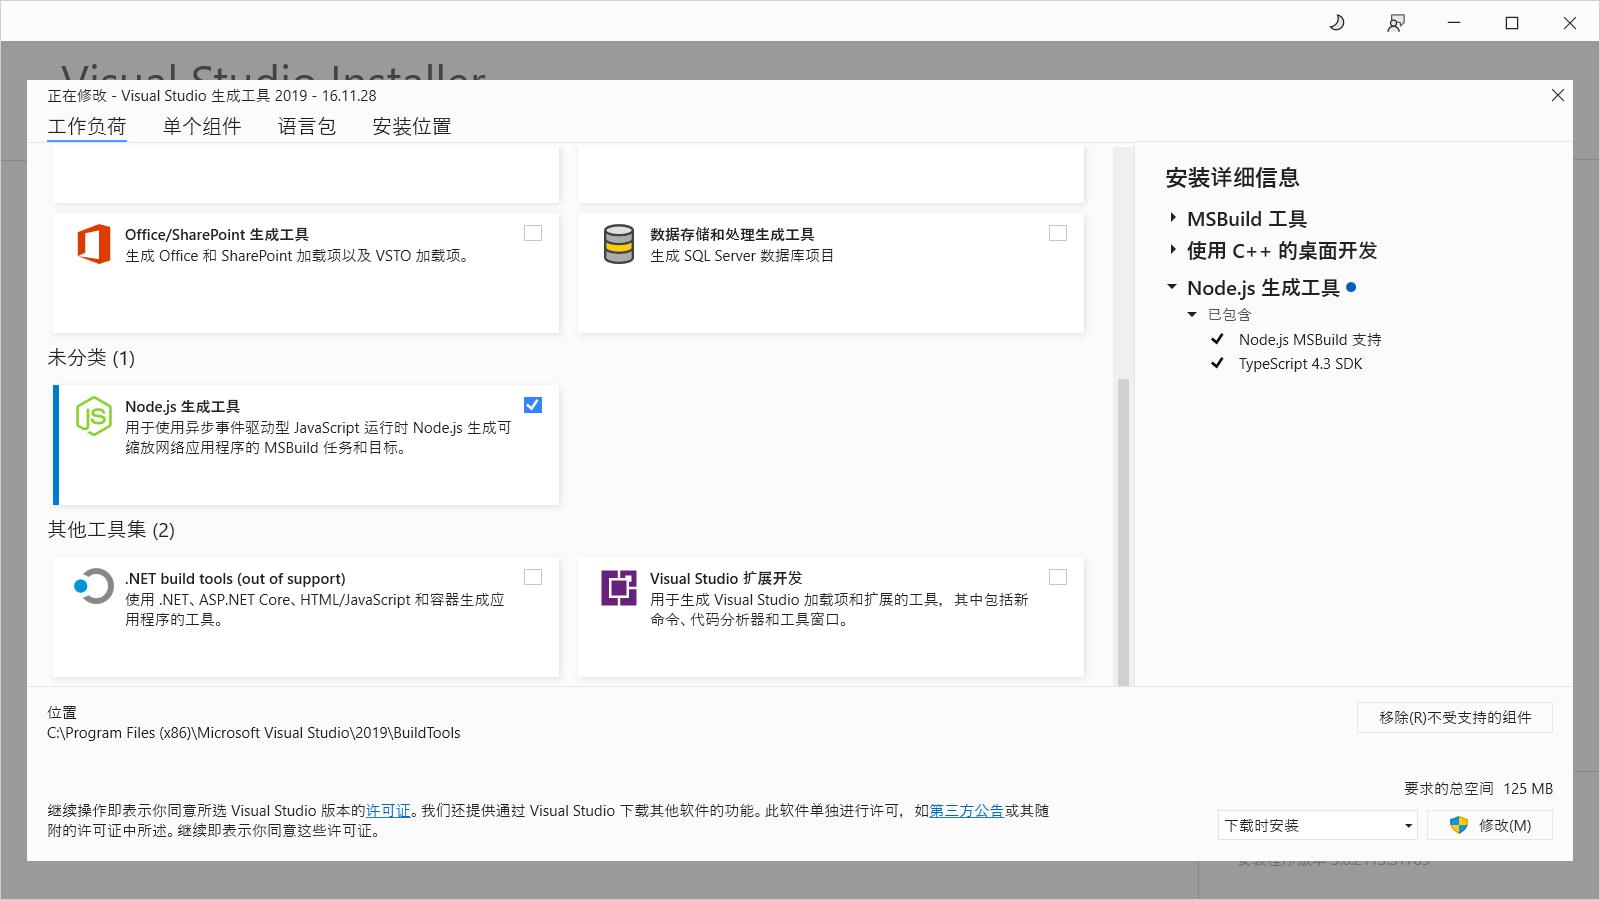 Visual Studio Installer
正在修改 - Visual Studio 生成工具 2019 - 16.11.28
工作负荷 单个组件 语言包 安装位置
Office/SharePoint 生成工具
生成 Office 和 SharePoint 加载项以及 VSTO 加载项。
数据存储和处理生成工具
生成 SQL Server 数据库项目
未分类 (1)
Node.js 生成工具
用于使用异步事件驱动型 JavaScript 运行时 Node.js 生成可
缩放网络应用程序的 MSBuild 任务和目标。
其他工具集 (2)
.NET build tools (out of support)
使用 .NET、ASP.NET Core、HTML/JavaScript 和容器生成应
用程序的工具。
Visual Studio 扩展开发
用于生成 Visual Studio 加载项和扩展的工具，其中包括新
命令、代码分析器和工具窗口。
安装详细信息
MSBuild 工具
使用 C++ 的桌面开发
Node.js 生成工具
已包含
Node.js MSBuild 支持
TypeScript 4.3 SDK
位置
C:\Program Files (x86)\Microsoft Visual Studio\2019\BuildTools
移除(R)不受支持的组件
要求的总空间 125 MB
继续操作即表示你同意所选 Visual Studio 版本的许可证。我们还提供通过 Visual Studio 下载其他软件的功能。此软件单独进行许可，如第三方公告或其随
附的许可证中所述。继续即表示你同意这些许可证。
下载时安装
修改(M)